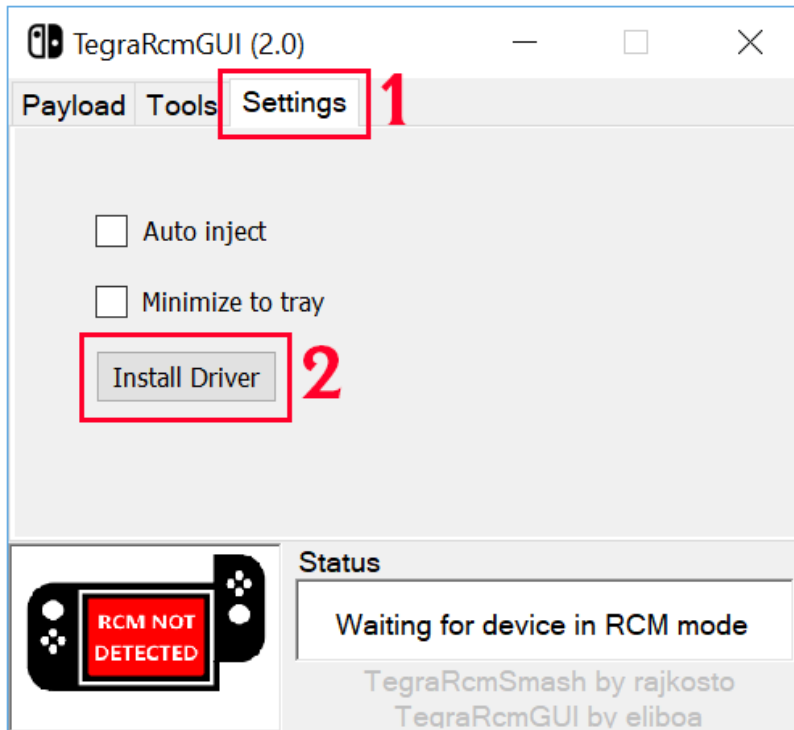 TegraRcmGUI (2.0)
Payload Tools Settings 1
Auto inject
Minimize to tray
Install Driver 2
Status
RCM NOT
DETECTED
Waiting for device in RCM mode
TegraRcmSmash by rajkosto
TegraRcmGUI by eliboa